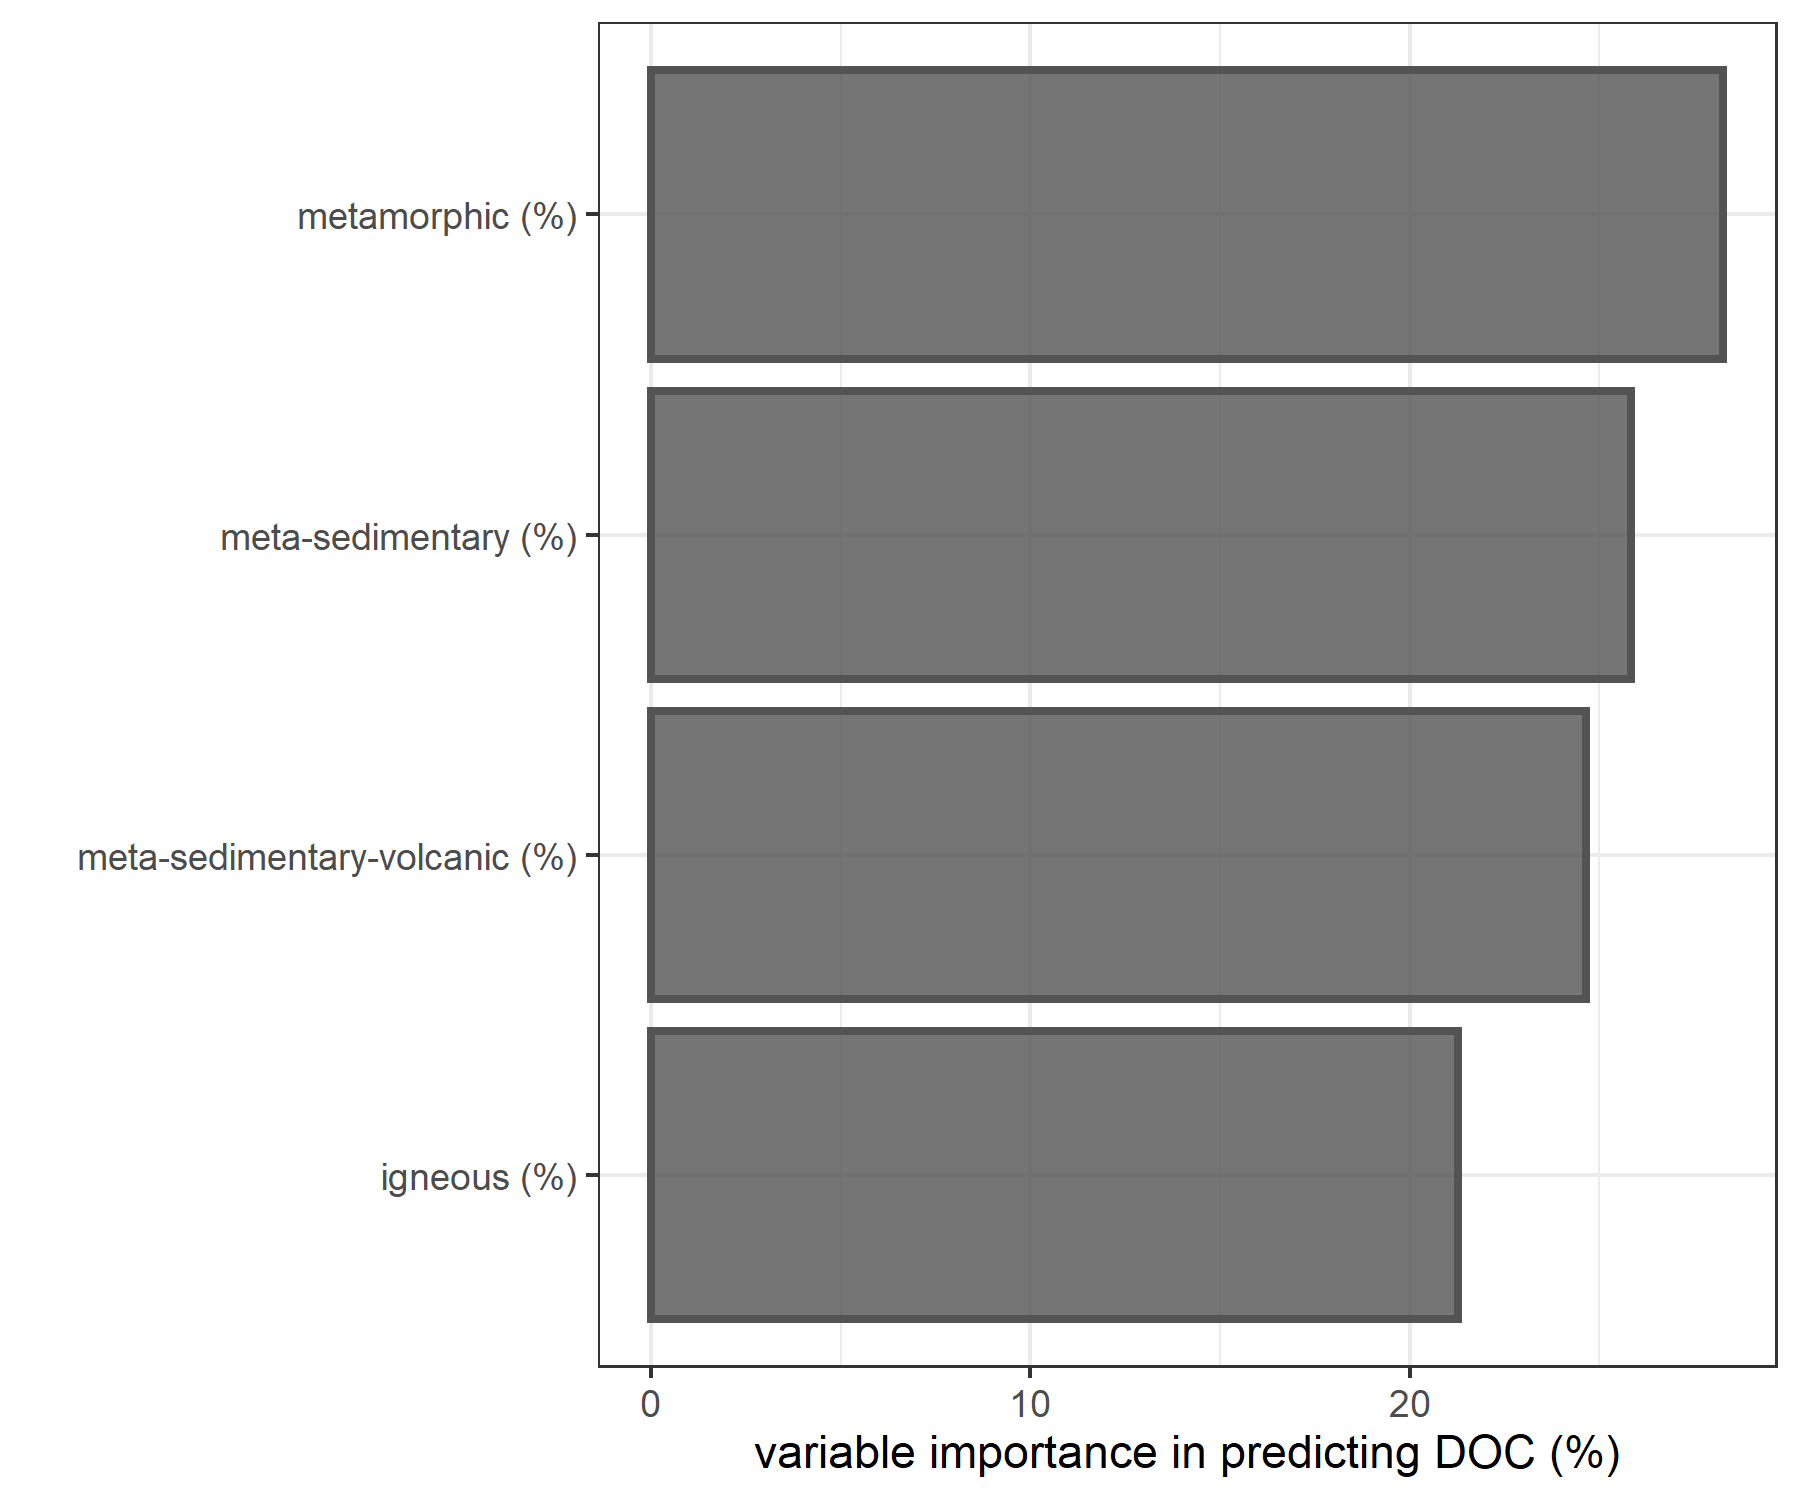 metamorphic (%)
meta-sedimentary (%)
meta-sedimentary-volcanic (%)
igneous (%)
0 10 20
variable importance in predicting DOC (%)